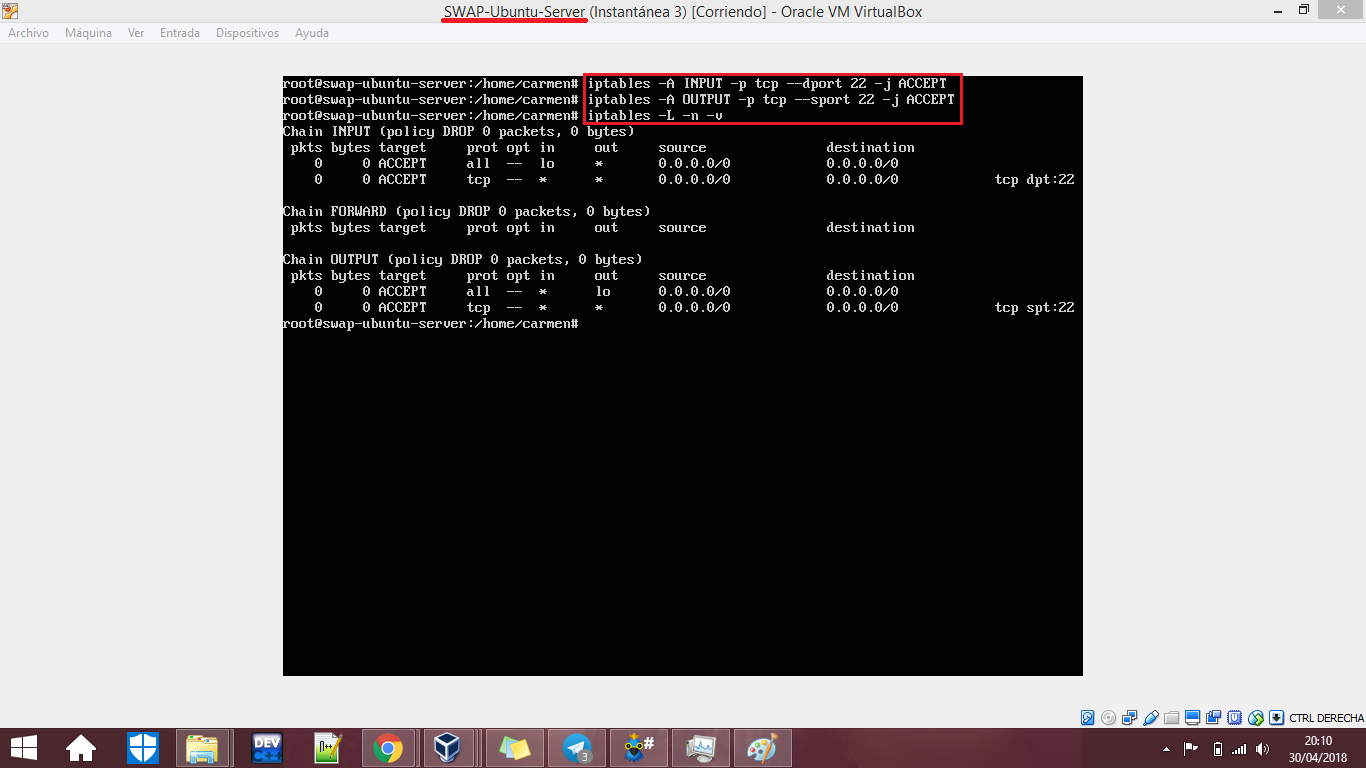 SWAP-Ubuntu-Server (Instantánea 3) [Corriendo] - Oracle VM VirtualBox
Archivo Máquina Ver Entrada Dispositivos Ayuda
root@swap-ubuntu-server:/home/carmen# iptables -A INPUT -p tcp --dport 22 -j ACCEPT
root@swap-ubuntu-server:/home/carmen# iptables -A OUTPUT -p tcp --sport 22 -j ACCEPT
root@swap-ubuntu-server:/home/carmen# iptables -L -n -v
Chain INPUT (policy DROP 0 packets, 0 bytes)
pkts bytes target prot opt in out source destination
0 0 ACCEPT all -- lo * 0.0.0.0/0 0.0.0.0/0
0 0 ACCEPT tcp -- * * 0.0.0.0/0 0.0.0.0/0 tcp dpt:22
Chain FORWARD (policy DROP 0 packets, 0 bytes)
pkts bytes target prot opt in out source destination
Chain OUTPUT (policy DROP 0 packets, 0 bytes)
pkts bytes target prot opt in out source destination
0 0 ACCEPT all -- * lo 0.0.0.0/0 0.0.0.0/0
0 0 ACCEPT tcp -- * * 0.0.0.0/0 0.0.0.0/0 tcp spt:22
root@swap-ubuntu-server:/home/carmen#
CTRL DERECHA
DEV C++
N++
3
#
20:10
30/04/2018